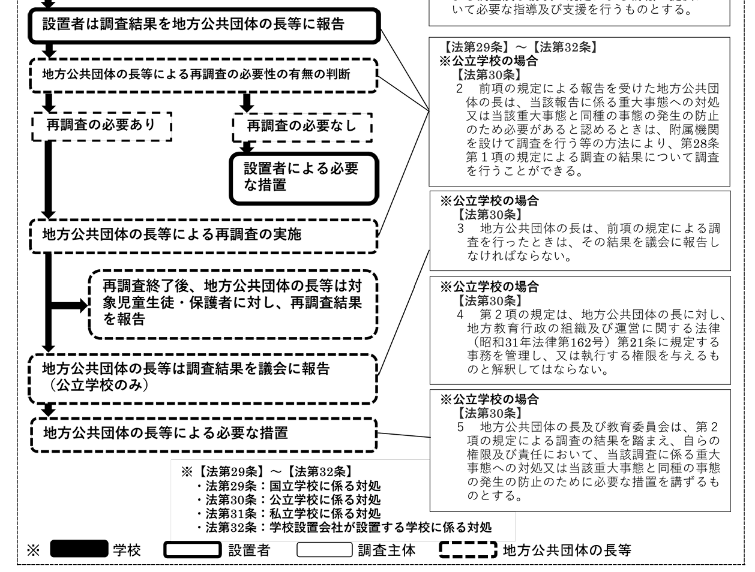 いて必要な指導及び支援を行うものとする。
設置者は調査結果を地方公共団体の長等に報告
地方公共団体の長等による再調査の必要性の有無の判断
再調査の必要あり
再調査の必要なし
設置者による必要
な措置
地方公共団体の長等による再調査の実施
再調査終了後、地方公共団体の長等は対
象児童生徒・保護者に対し、再調査結果
を報告
地方公共団体の長等は調査結果を議会に報告
（公立学校のみ）
地方公共団体の長等による必要な措置
【法第29条】～【法第32条】
※公立学校の場合
【法第30条】
2　前項の規定による報告を受けた地方公共団
体の長は、当該報告に係る重大事態への対処
又は当該重大事態と同種の事態の発生の防止
のため必要があると認めるときは、附属機関
を設けて調査を行う等の方法により、第28条
第１項の規定による調査の結果について調査
を行うことができる。
※公立学校の場合
【法第30条】
3　地方公共団体の長は、前項の規定による調
査を行ったときは、その結果を議会に報告し
なければならない。
※公立学校の場合
【法第30条】
4　第２項の規定は、地方公共団体の長に対し、
地方教育行政の組織及び運営に関する法律
（昭和31年法律第162号）第21条に規定する
事務を管理し、又は執行する権限を与えるも
のと解釈してはならない。
※公立学校の場合
【法第30条】
5　地方公共団体の長及び教育委員会は、第２
項の規定による調査の結果を踏まえ、自らの
権限及び責任において、当該調査に係る重大
事態への対処又は当該重大事態と同種の事態
の発生の防止のために必要な措置を講ずるも
のとする。
※【法第29条】～【法第32条】
・法第29条：国立学校に係る対処
・法第30条：公立学校に係る対処
・法第31条：私立学校に係る対処
・法第32条：学校設置会社が設置する学校に係る対処
※　学校　設置者　調査主体　地方公共団体の長等